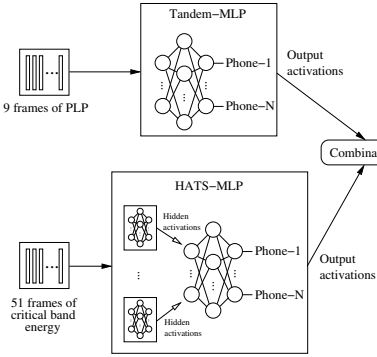 Tandem-MLP
Phone-1
Phone-N
Output
activations
9 frames of PLP
Combina
HATS-MLP
Hidden
activations
Phone-1
Phone-N
Output
activations
51 frames of
critical band
energy
Hidden
activations